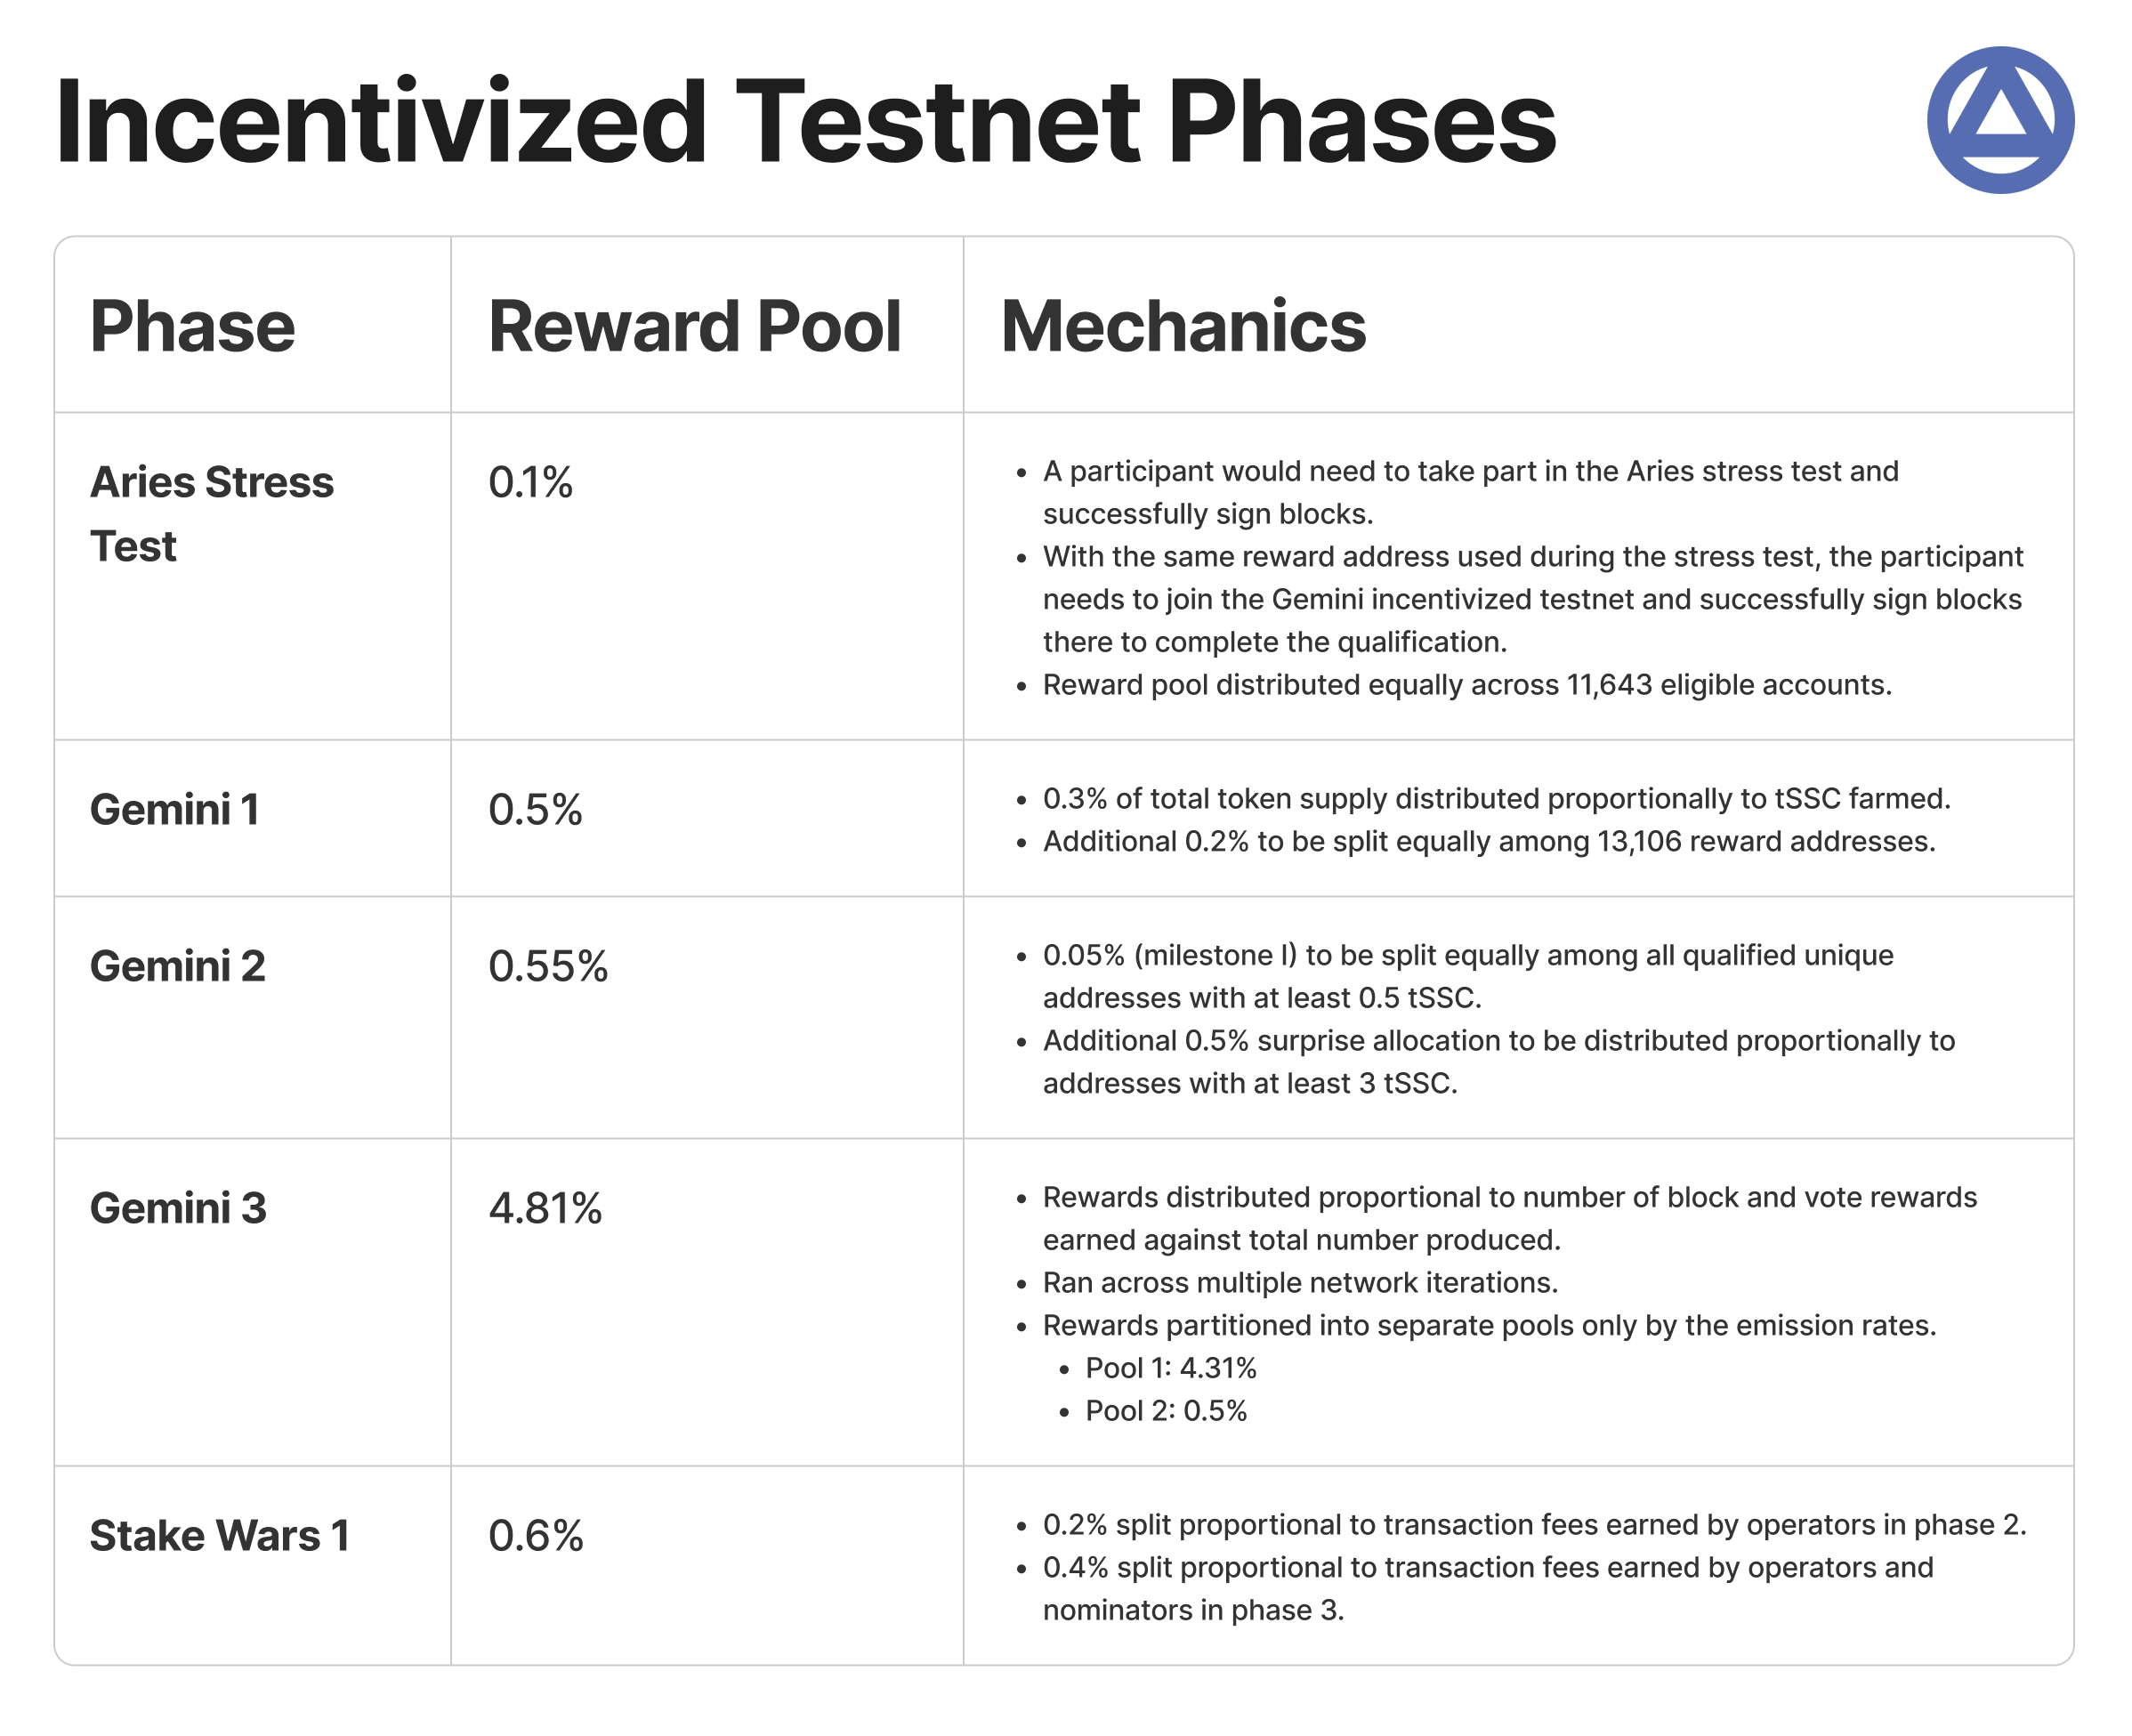 Incentivized Testnet Phases
Phase
Reward Pool
Mechanics
Aries Stress
Test
0.1%
• A participant would need to take part in the Aries stress test and
successfully sign blocks.
• With the same reward address used during the stress test, the participant
needs to join the Gemini incentivized testnet and successfully sign blocks
there to complete the qualification.
• Reward pool distributed equally across 11,643 eligible accounts.
Gemini 1
0.5%
• 0.3% of total token supply distributed proportionally to tSSC farmed.
• Additional 0.2% to be split equally among 13,106 reward addresses.
Gemini 2
0.55%
• 0.05% (milestone I) to be split equally among all qualified unique
addresses with at least 0.5 tSSC.
• Additional 0.5% surprise allocation to be distributed proportionally to
addresses with at least 3 tSSC.
Gemini 3
4.81%
• Rewards distributed proportional to number of block and vote rewards
earned against total number produced.
• Ran across multiple network iterations.
• Rewards partitioned into separate pools only by the emission rates.
• Pool 1: 4.31%
• Pool 2: 0.5%
Stake Wars 1
0.6%
• 0.2% split proportional to transaction fees earned by operators in phase 2.
• 0.4% split proportional to transaction fees earned by operators and
nominators in phase 3.